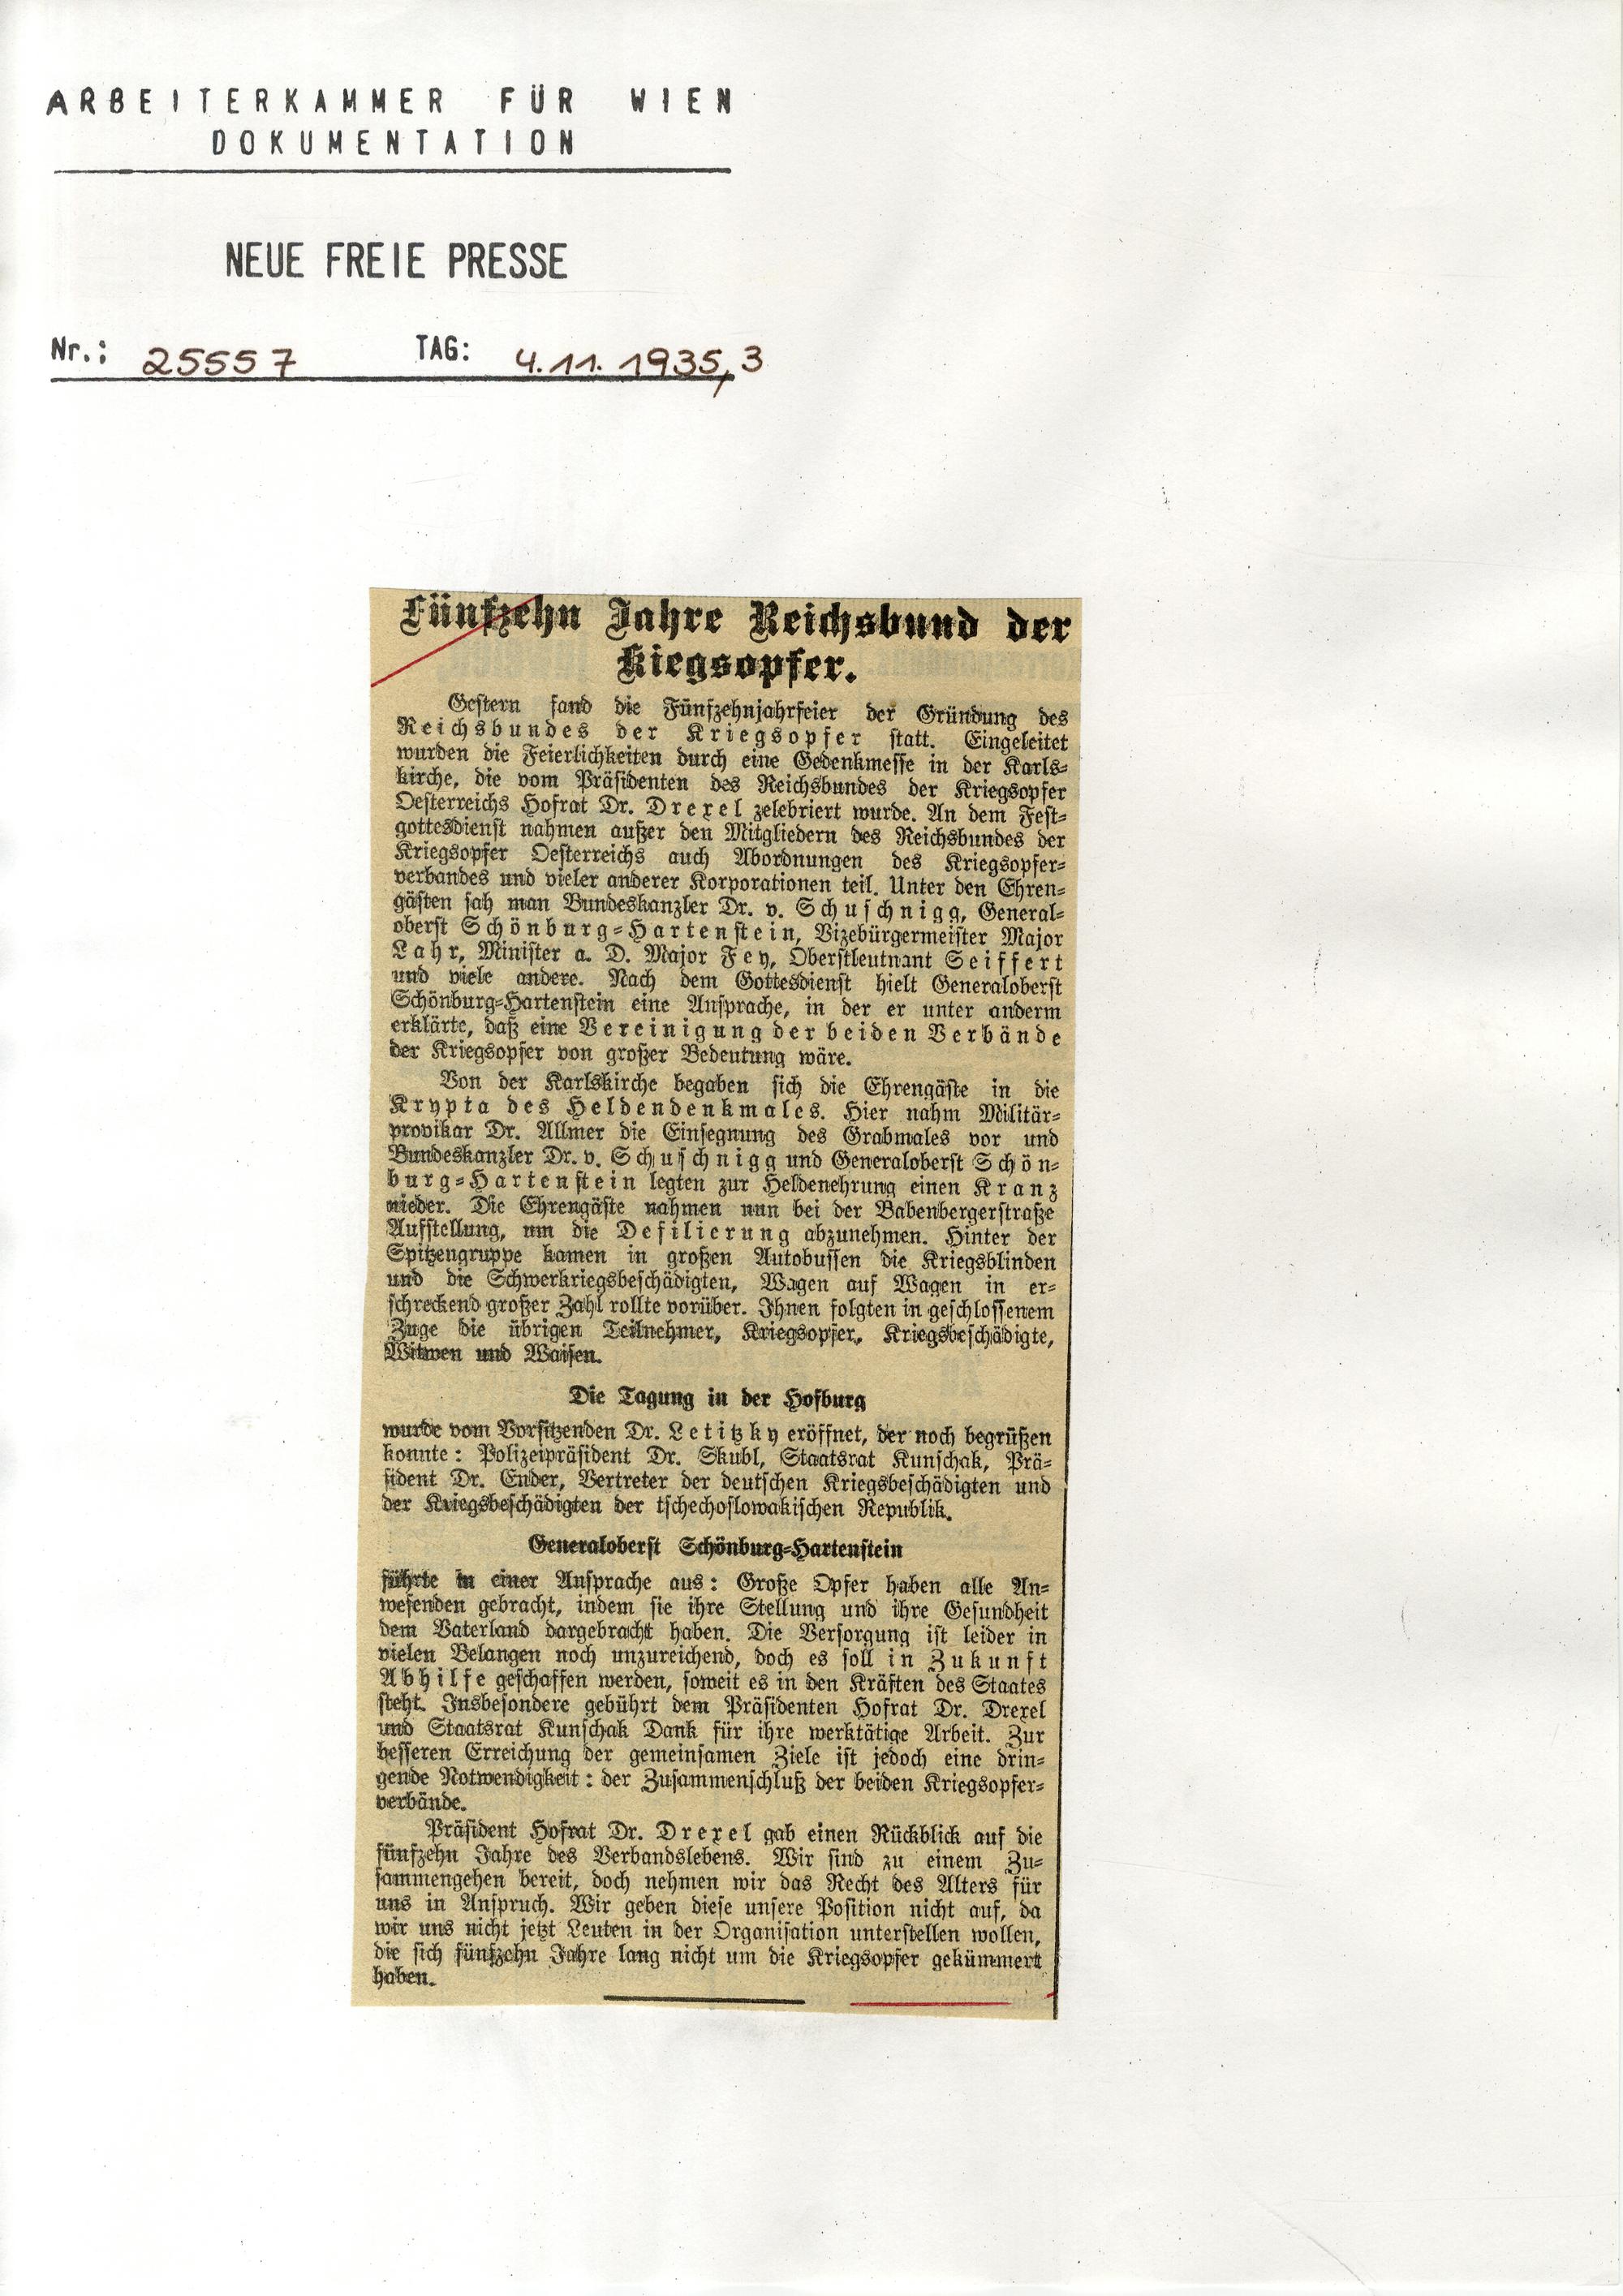 ARBEITERKAMMER FÜR WIEN
DOKUMENTATION
NEUE FREIE PRESSE
Nr.: 25557 TAG: 4.11.1935,3
Fünfzehn Jahre Reichsbund der
Kiegsopfer.
Gestern fand die Fünfzehnjahrfeier der Gründung des
Reichsbundes der Kriegsopfer statt. Eingeleitet
wurden die Feierlichkeiten durch eine Gedenkmesse in der Karls-
kirche, die vom Präsidenten des Reichsbundes der Kriegsopfer
Oesterreichs Hofrat Dr. Drexel zelebriert wurde. An dem Fest-
gottesdienst nahmen außer den Mitgliedern des Reichsbundes der
Kriegsopfer Oesterreichs auch Abordnungen des Kriegsopfer-
verbandes und vieler anderer Korporationen teil. Unter den Ehren-
gästen sah man Bundeskanzler Dr. v. Schuschnigg, General-
oberst Schönburg-Hartenstein, Vizebürgermeister Major
Lahr, Minister a. D. Major Fey, Oberstleutnant Seiffert
und viele andere. Nach dem Gottesdienst hielt Generaloberst
Schönburg-Hartenstein eine Ansprache, in der er unter anderm
erklärte, daß eine Vereinigung der beiden Verbände
der Kriegsopfer von großer Bedeutung wäre.
Von der Karlskirche begaben sich die Ehrengäste in die
Krypta des Heldendenkmales. Hier nahm Militär-
provikar Dr. Allmer die Einsegnung des Grabmales vor und
Bundeskanzler Dr. v. Schuschnigg und Generaloberst Schön-
burg-Hartenstein legten zur Heldenehrung einen Kranz
nieder. Die Ehrengäste nahmen nun bei der Babenbergerstraße
Aufstellung, um die Defilierung abzunehmen. Hinter der
Spitzengruppe kamen in großen Autobussen die Kriegsblinden
und die Schwerkriegsbeschädigten, Wagen auf Wagen in er-
schreckend großer Zahl rollte vorüber. Ihnen folgten in geschlossenem
Zuge die übrigen Teilnehmer, Kriegsopfer, Kriegsbeschädigte,
Witwen und Waisen.
Die Tagung in der Hofburg
wurde vom Vorsitzenden Dr. Letitzky eröffnet, der noch begrüßen
konnte: Polizeipräsident Dr. Skubl, Staatsrat Kunschak, Prä-
sident Dr. Ender, Vertreter der deutschen Kriegsbeschädigten und
der Kriegsbeschädigten der tschechoslowakischen Republik.
Generaloberst Schönburg-Hartenstein
führte in einer Ansprache aus: Große Opfer haben alle An-
wesenden gebracht, indem sie ihre Stellung und ihre Gesundheit
dem Vaterland dargebracht haben. Die Versorgung ist leider in
vielen Belangen noch unzureichend, doch es soll in Zukunft
Abhilfe geschaffen werden, soweit es in den Kräften des Staates
steht. Insbesondere gebührt dem Präsidenten Hofrat Dr. Drexel
und Staatsrat Kunschak Dank für ihre werktätige Arbeit. Zur
besseren Erreichung der gemeinsamen Ziele ist jedoch eine drin-
gende Notwendigkeit: der Zusammenschluß der beiden Kriegsopfer-
verbände.
Präsident Hofrat Dr. Drexel gab einen Rückblick auf die
fünfzehn Jahre des Verbandslebens. Wir sind zu einem Zu-
sammengehen bereit, doch nehmen wir das Recht des Alters für
uns in Anspruch. Wir geben diese unsere Position nicht auf, da
wir uns nicht jetzt Leuten in der Organisation unterstellen wollen,
die sich fünfzehn Jahre lang nicht um die Kriegsopfer gekümmert
haben.